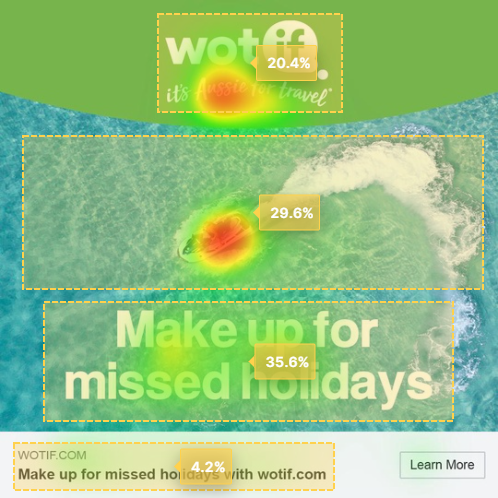 wotif.
20.4%
it's Aussie for travel
29.6%
Make up for
35.6%
missed holidays
WOTIF.COM
4.2%
Make up for missed holidays with wotif.com
Learn More